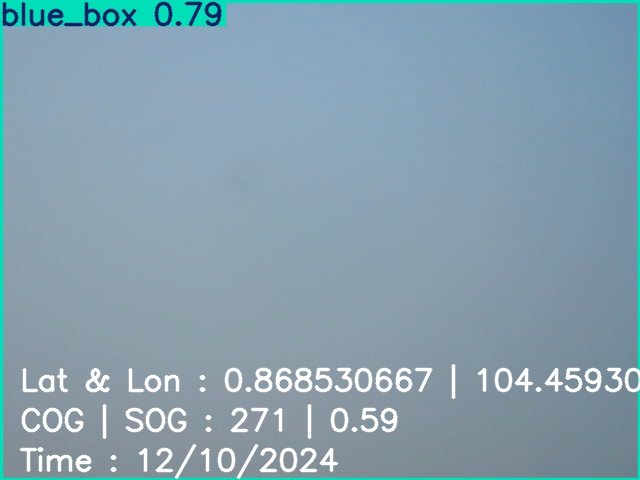 blue_box 0.79
Lat & Lon : 0.868530667 | 104.45930
COG | SOG : 271 | 0.59
Time : 12/10/2024